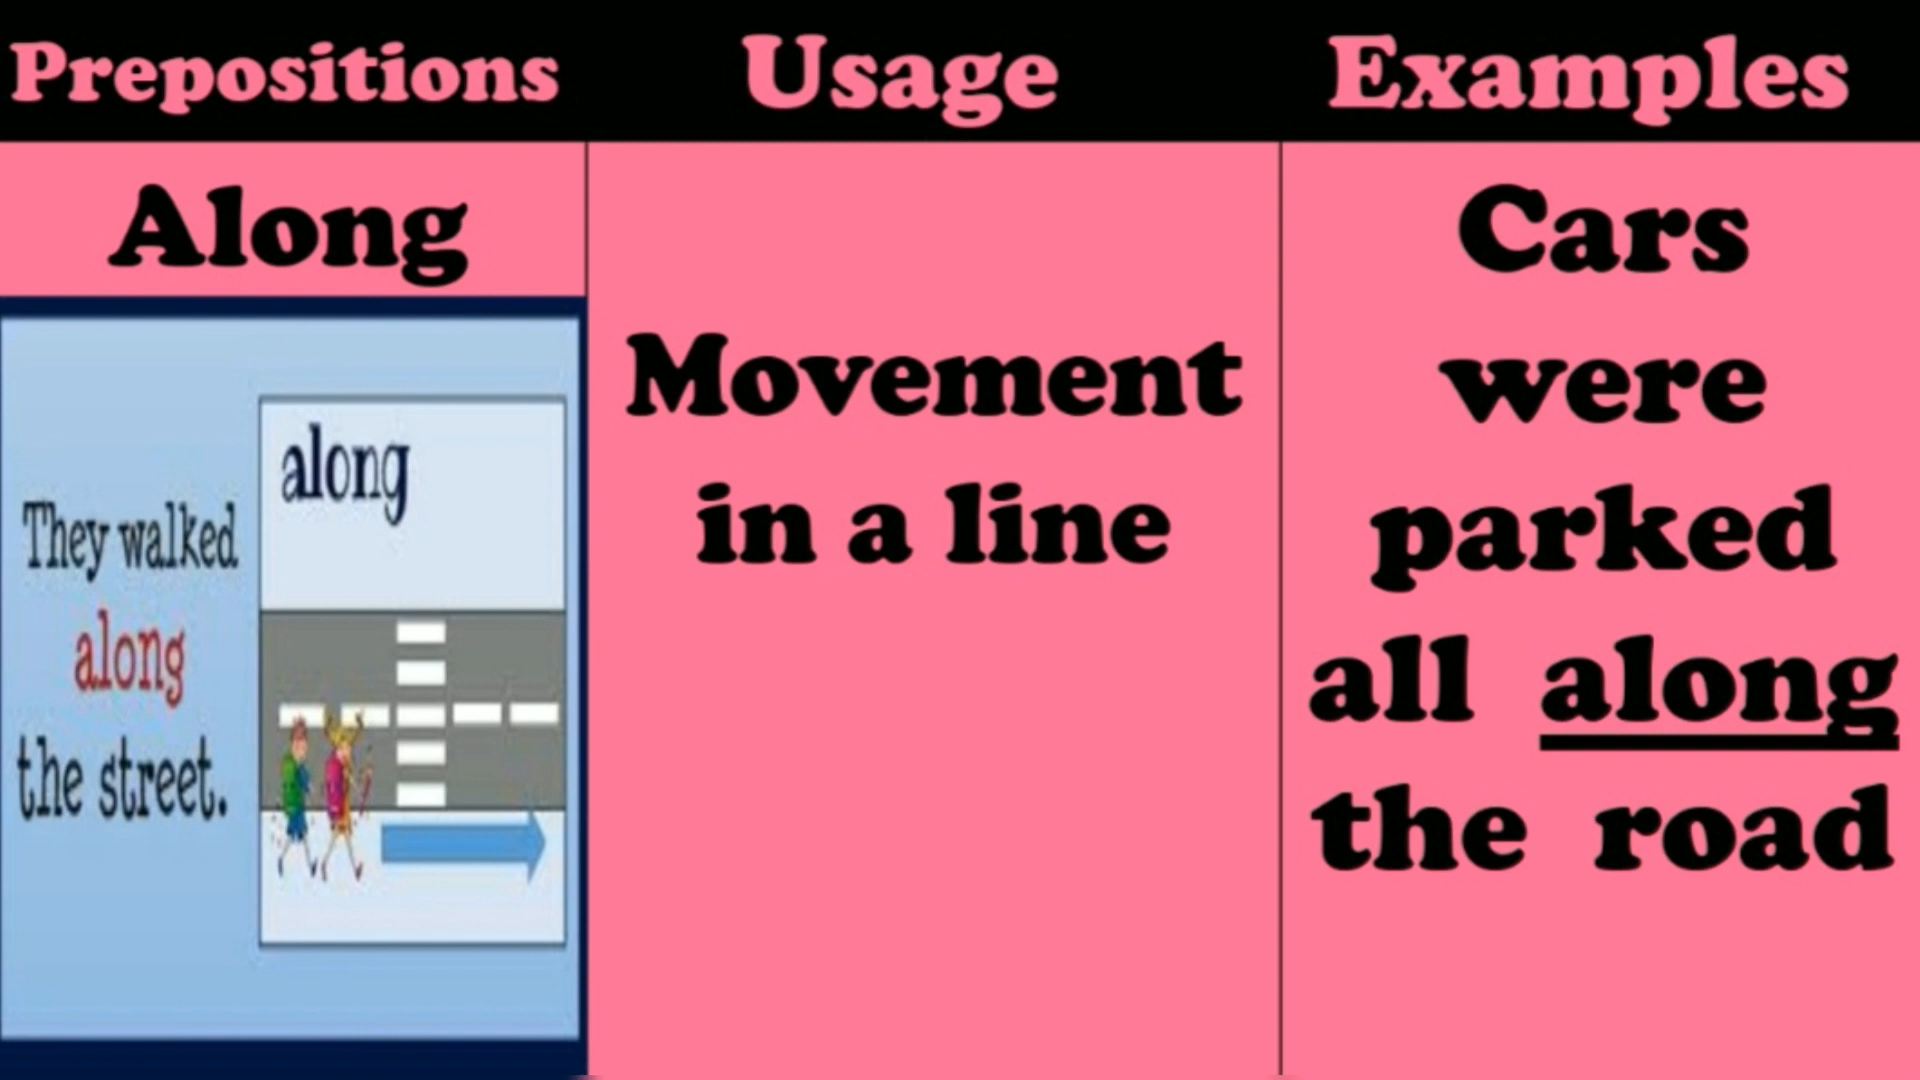 Prepositions
Usage
Examples
Along
They walked
along
the street.
along
Movement
in a line
Cars
were
parked
all along
the road